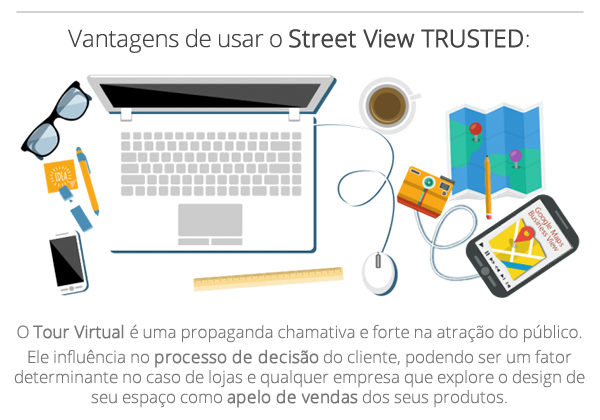 Vantagens de usar o Street View TRUSTED:
IDEA
Google Maps
Business View
O Tour Virtual é uma propaganda chamativa e forte na atração do público.
Ele influência no processo de decisão do cliente, podendo ser um fator
determinante no caso de lojas e qualquer empresa que explore o design de
seu espaço como apelo de vendas dos seus produtos.